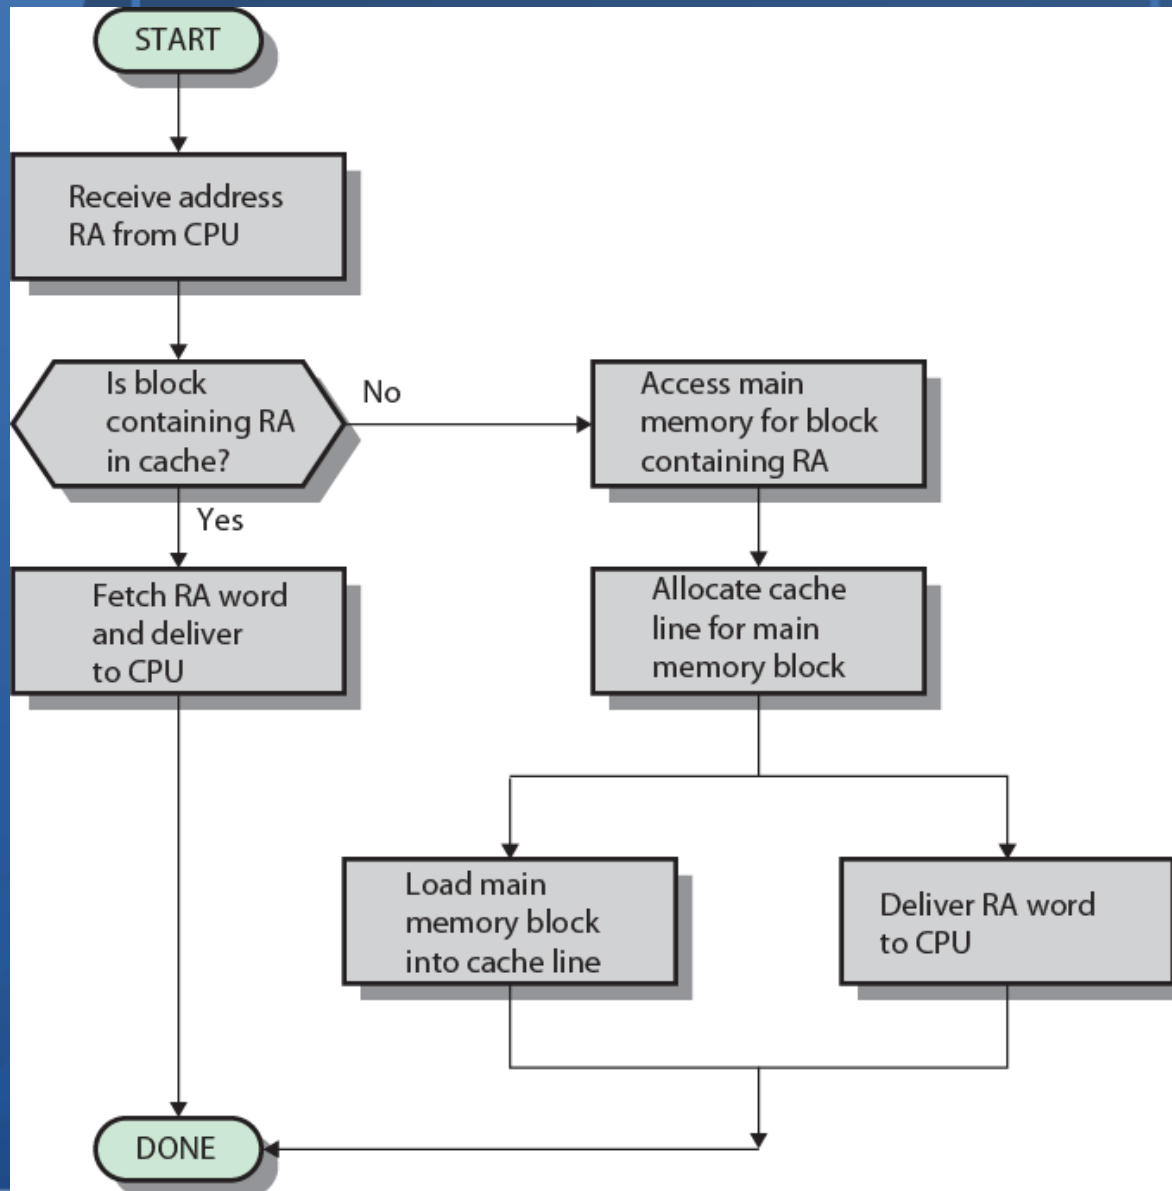 START
Receive address
RA from CPU
Is block
containing RA
in cache?
No
Yes
Access main
memory for block
containing RA
Fetch RA word
and deliver
to CPU
Allocate cache
line for main
memory block
Load main
memory block
into cache line
Deliver RA word
to CPU
DONE